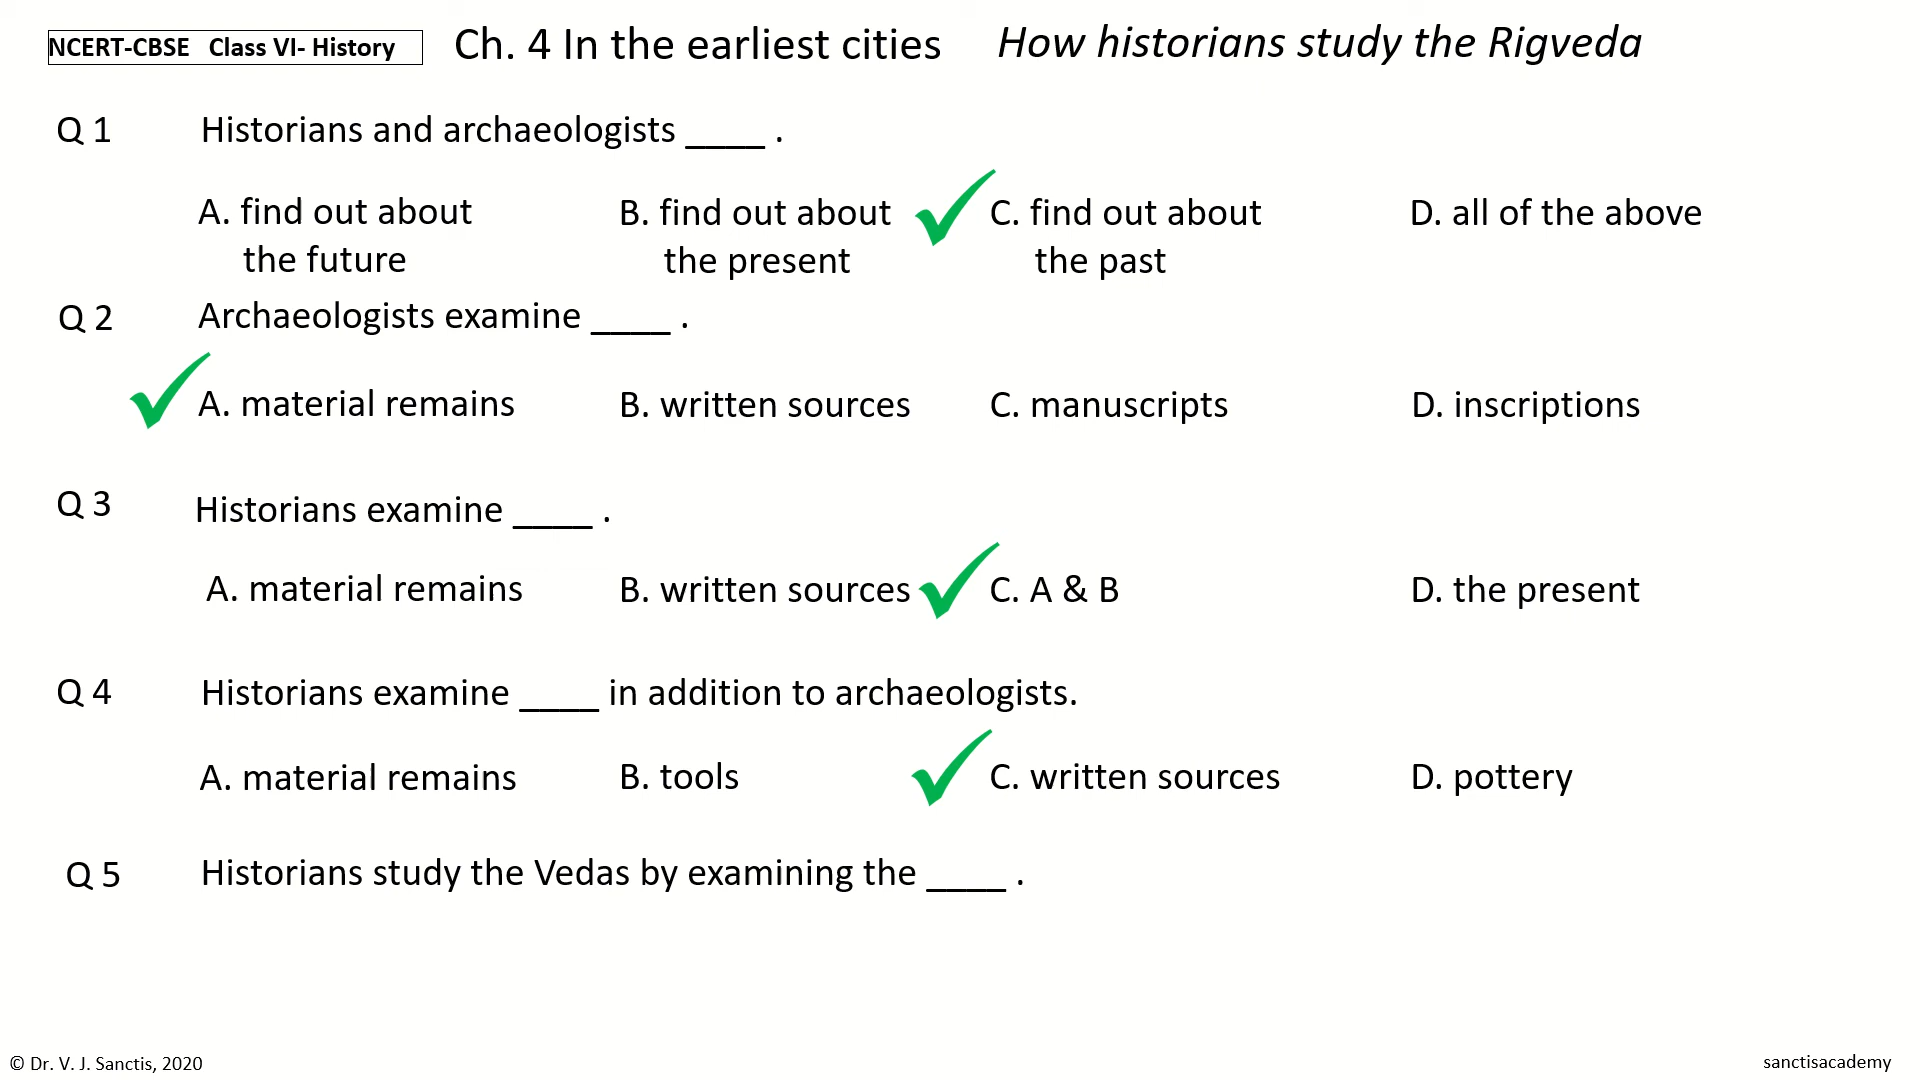 NCERT-CBSE Class VI- History Ch. 4 In the earliest cities How historians study the Rigveda
Q 1 Historians and archaeologists ____ .
A. find out about B. find out about C. find out about D. all of the above
the future the present the past
Q 2 Archaeologists examine ____ .
A. material remains B. written sources C. manuscripts D. inscriptions
Q 3 Historians examine ____ .
A. material remains B. written sources C. A & B D. the present
Q 4 Historians examine ____ in addition to archaeologists.
A. material remains B. tools C. written sources D. pottery
Q 5 Historians study the Vedas by examining the ____ .
© Dr. V. J. Sanctis, 2020 sanctisacademy